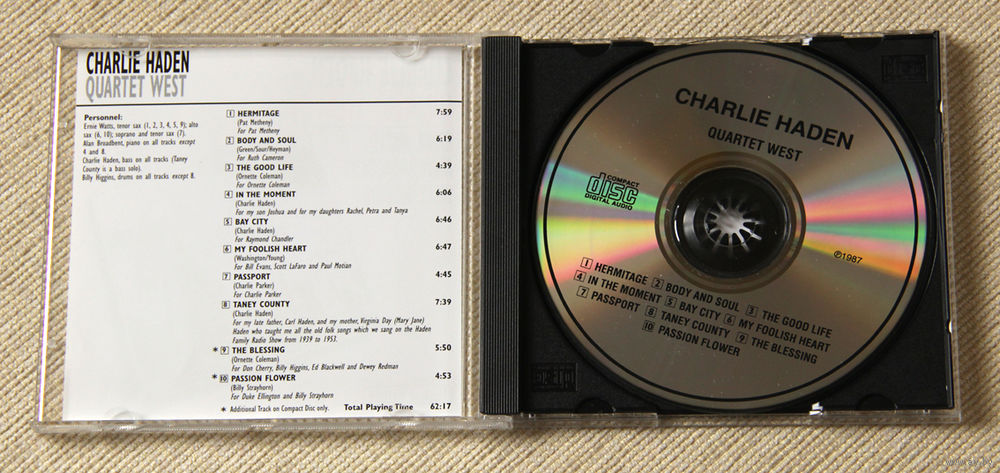 CHARLIE HADEN
QUARTET WEST
Personnel:
Ernie Watts, tenor sax (1, 2, 3, 4, 5, 9); alto
sax (6, 10); soprano and tenor sax (7).
Alan Broadbent, piano on all tracks except
4 and 8.
Charlie Haden, bass on all tracks (Taney
County is a bass solo).
Billy Higgins, drums on all tracks except 8.
1 HERMITAGE 7:59
(Pat Metheny)
For Pat Metheny
2 BODY AND SOUL 6:19
(Green/Sour/Heyman)
For Ruth Cameron
3 THE GOOD LIFE 4:39
(Ornette Coleman)
For Ornette Coleman
4 IN THE MOMENT 6:06
(Charlie Haden)
For my son Joshua and for my daughters Rachel, Petra and Tanya
5 BAY CITY 6:46
(Charlie Haden)
For Raymond Chandler
6 MY FOOLISH HEART 6:47
(Washington/Young)
For Bill Evans, Scott LaFaro and Paul Motian
7 PASSPORT 4:45
(Charlie Parker)
For Charlie Parker
8 TANEY COUNTY 7:39
(Charlie Haden)
For my late father, Carl Haden, and my mother, Virginia Day (Mary Jane)
Haden who taught me all the old folk songs which we sang on the Haden
Family Radio Show from 1939 to 1953.
* 9 THE BLESSING 5:50
(Ornette Coleman)
For Don Cherry, Billy Higgins, Ed Blackwell and Dewey Redman
* 10 PASSION FLOWER 4:53
(Billy Strayhorn)
For Duke Ellington and Billy Strayhorn
* Additional Track on Compact Disc only. Total Playing Time 62:17
CHARLIE HADEN
QUARTET WEST
COMPACT
disc
DIGITAL AUDIO
℗1987
1 HERMITAGE 2 BODY AND SOUL 3 THE GOOD LIFE
4 IN THE MOMENT 5 BAY CITY 6 MY FOOLISH HEART
7 PASSPORT 8 TANEY COUNTY 9 THE BLESSING
10 PASSION FLOWER